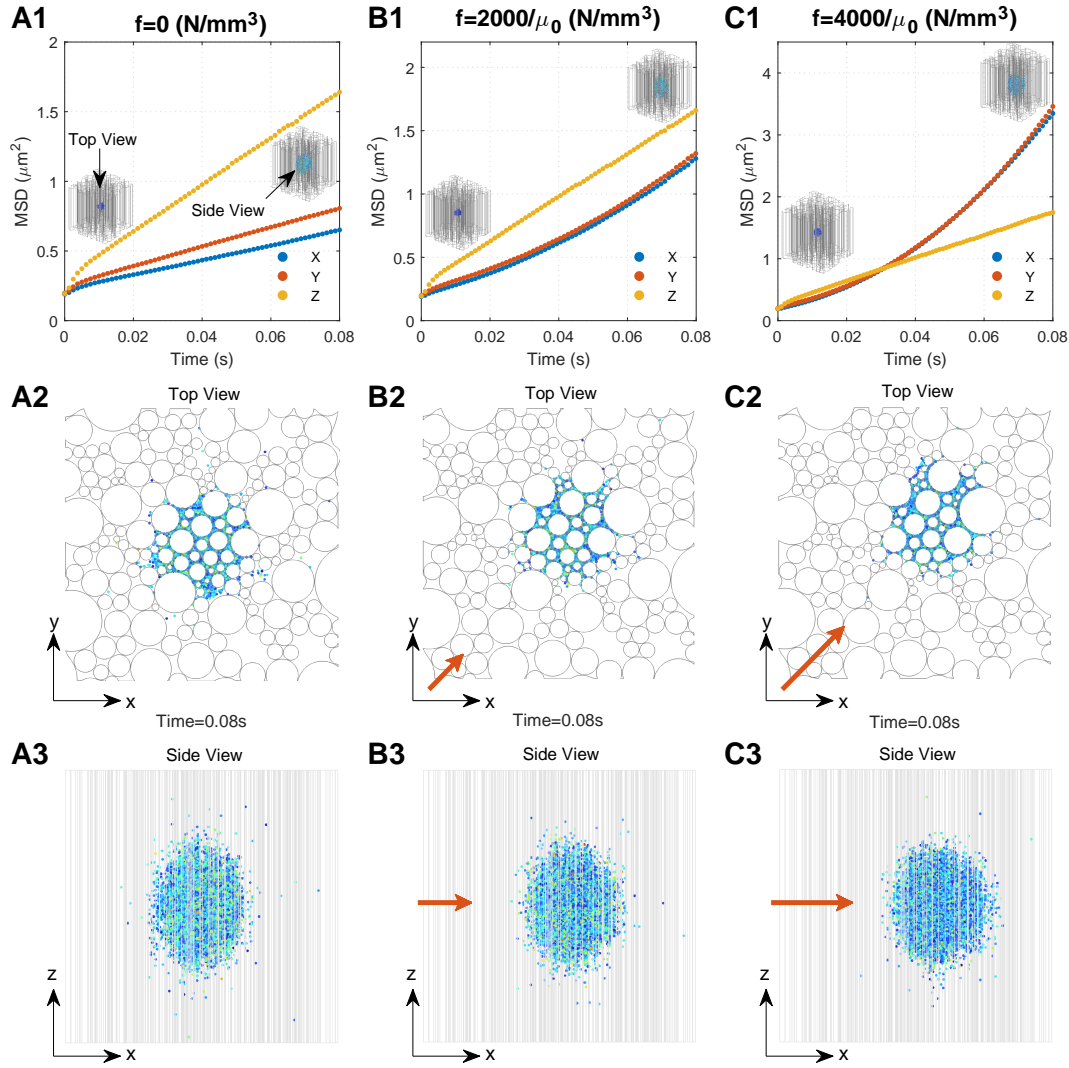 A1
f=0 (N/mm³)
2
1.5
1
0.5
0
MSD (μm²)
Top View
Side View
X
Y
Z
0
0.02
0.04
0.06
0.08
Time (s)
B1
f=2000/μ₀ (N/mm³)
2
1.5
1
0.5
0
MSD (μm²)
X
Y
Z
0
0.02
0.04
0.06
0.08
Time (s)
C1
f=4000/μ₀ (N/mm³)
4
3
2
1
0
MSD (μm²)
X
Y
Z
0
0.02
0.04
0.06
0.08
Time (s)
A2
Top View
y
x
Time=0.08s
B2
Top View
y
x
Time=0.08s
C2
Top View
y
x
Time=0.08s
A3
Side View
z
x
B3
Side View
z
x
C3
Side View
z
x